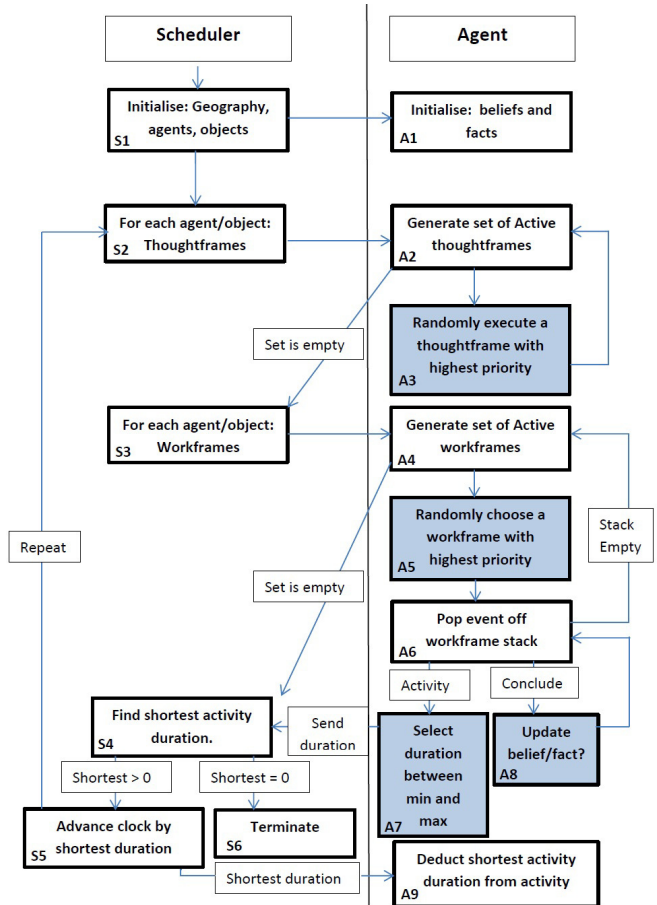 Scheduler
Agent
Initialise: Geography,
agents, objects
S1
Initialise: beliefs and
facts
A1
For each agent/object:
Thoughtframes
S2
Generate set of Active
thoughtframes
A2
Randomly execute a
thoughtframe with
highest priority
A3
Set is empty
For each agent/object:
Workframes
S3
Generate set of Active
workframes
A4
Randomly choose a
workframe with
highest priority
A5
Stack
Empty
Repeat
Set is empty
Pop event off
workframe stack
A6
Activity
Conclude
Find shortest activity
duration.
S4
Send
duration
Select
duration
between
min and
max
A7
Update
belief/fact?
A8
Shortest > 0
Shortest = 0
Advance clock by
shortest duration
S5
Terminate
S6
Shortest duration
Deduct shortest activity
duration from activity
A9